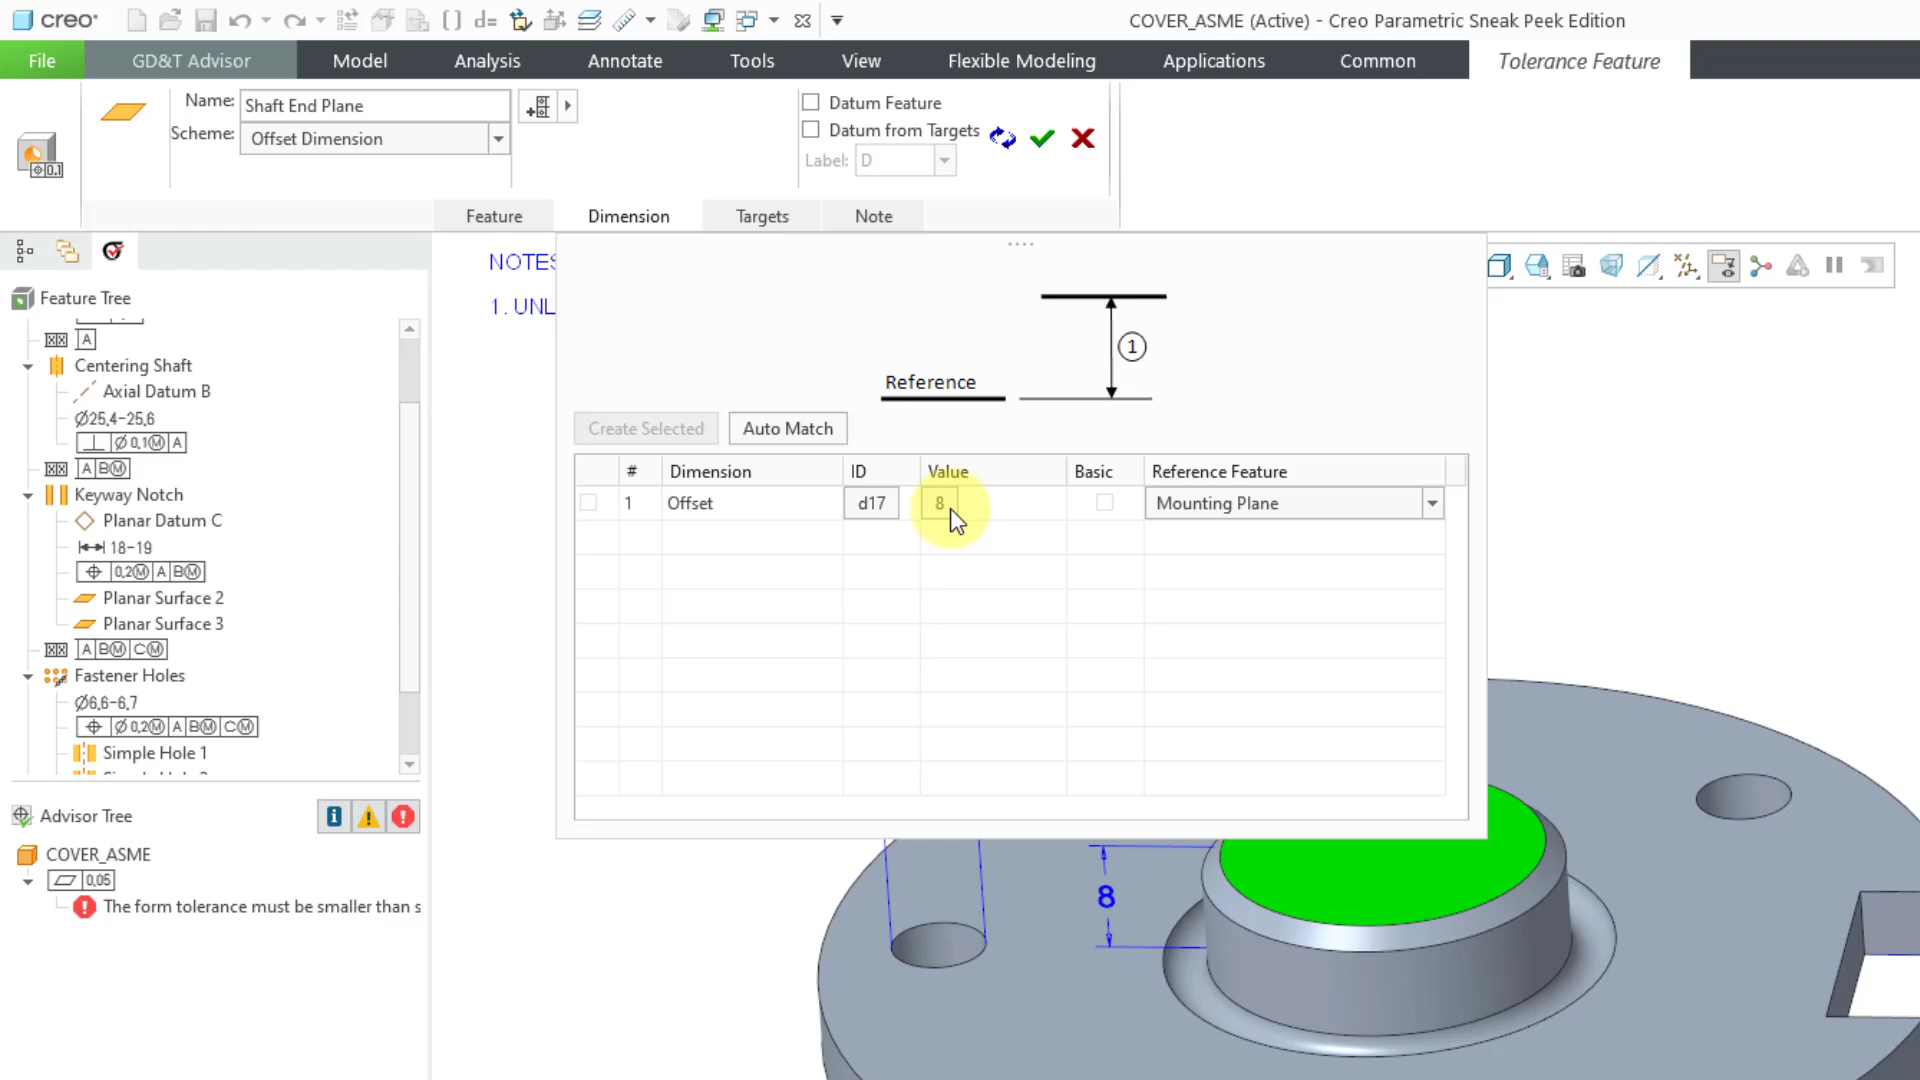 creo
d=
COVER_ASME (Active) - Creo Parametric Sneak Peek Edition
File
GD&T Advisor
Model
Analysis
Annotate
Tools
View
Flexible Modeling
Applications
Common
Tolerance Feature
0.1
Name: Shaft End Plane
Scheme: Offset Dimension
Datum Feature
Datum from Targets
Label: D
Feature
Dimension
Targets
Note
NOTES
1. UNL
Reference
1
Create Selected
Auto Match
# Dimension ID Value Basic Reference Feature
1 Offset d17 8 Mounting Plane
Feature Tree
A
Centering Shaft
Axial Datum B
Ø25.4-25.6
⊥ Ø 0.1Ⓜ A
A BⓂ
Keyway Notch
Planar Datum C
18-19
⌖ 0.2Ⓜ A BⓂ
Planar Surface 2
Planar Surface 3
A BⓂ CⓂ
Fastener Holes
Ø6.6-6.7
⌖ Ø 0.2Ⓜ A BⓂ CⓂ
Simple Hole 1
Advisor Tree
COVER_ASME
0.05
The form tolerance must be smaller than s
8